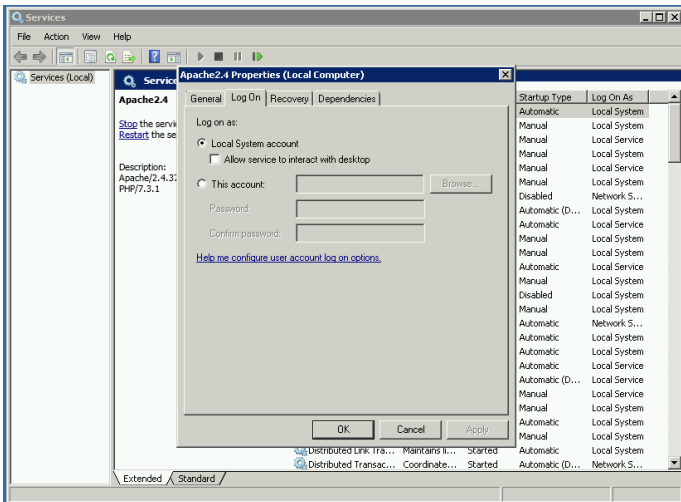 Services
File Action View Help
Services (Local)
Service
Apache2.4
Stop the servi
Restart the se
Description:
Apache/2.4.37
PHP/7.3.1
Apache2.4 Properties (Local Computer)
General Log On Recovery Dependencies
Log on as:
Local System account
Allow service to interact with desktop
This account:
Browse...
Password:
Confirm password:
Help me configure user account log on options.
OK Cancel Apply
Startup Type Log On As
Automatic Local System
Manual Local System
Manual Local Service
Manual Local System
Manual Local Service
Manual Local System
Disabled Network S...
Automatic (D... Local System
Automatic Local Service
Manual Local System
Manual Local System
Automatic Local Service
Manual Local System
Disabled Local System
Manual Local System
Automatic Network S...
Automatic Local System
Automatic Local Service
Automatic Local System
Automatic (D... Local Service
Manual Local Service
Manual Local System
Automatic Local System
Manual Local System
Distributed Link Tra... Maintains li... Started Automatic Local System
Distributed Transac... Coordinate... Started Automatic (D... Network S...
Extended Standard